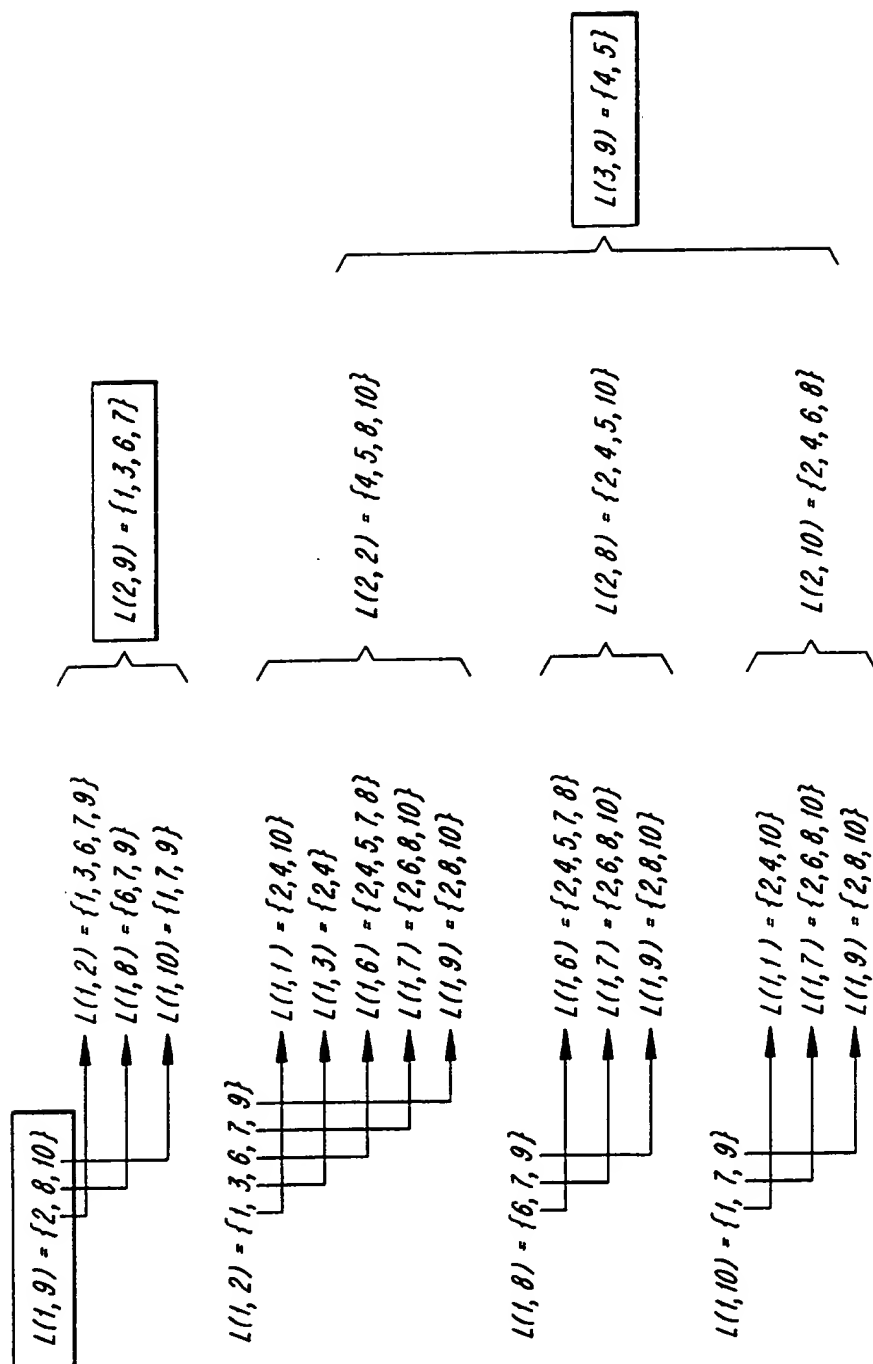 L(1,9) = {2, 8, 10}
L(1,2) = {1,3,6,7,9}
L(1,8) = {6,7,9}
L(1,10) = {1,7,9}
L(2,9) = {1,3,6,7}
L(1,2) = {1, 3, 6, 7, 9}
L(1,1) = {2,4,10}
L(1,3) = {2,4}
L(1,6) = {2,4,5,7,8}
L(1,7) = {2,6,8,10}
L(1,9) = {2,8,10}
L(2,2) = {4,5,8,10}
L(1,8) = {6, 7, 9}
L(1,6) = {2,4,5,7,8}
L(1,7) = {2,6,8,10}
L(1,9) = {2,8,10}
L(2,8) = {2,4,5,10}
L(1,10) = {1, 7, 9}
L(1,1) = {2,4,10}
L(1,7) = {2,6,8,10}
L(1,9) = {2,8,10}
L(2,10) = {2,4,6,8}
L(3,9) = {4,5}